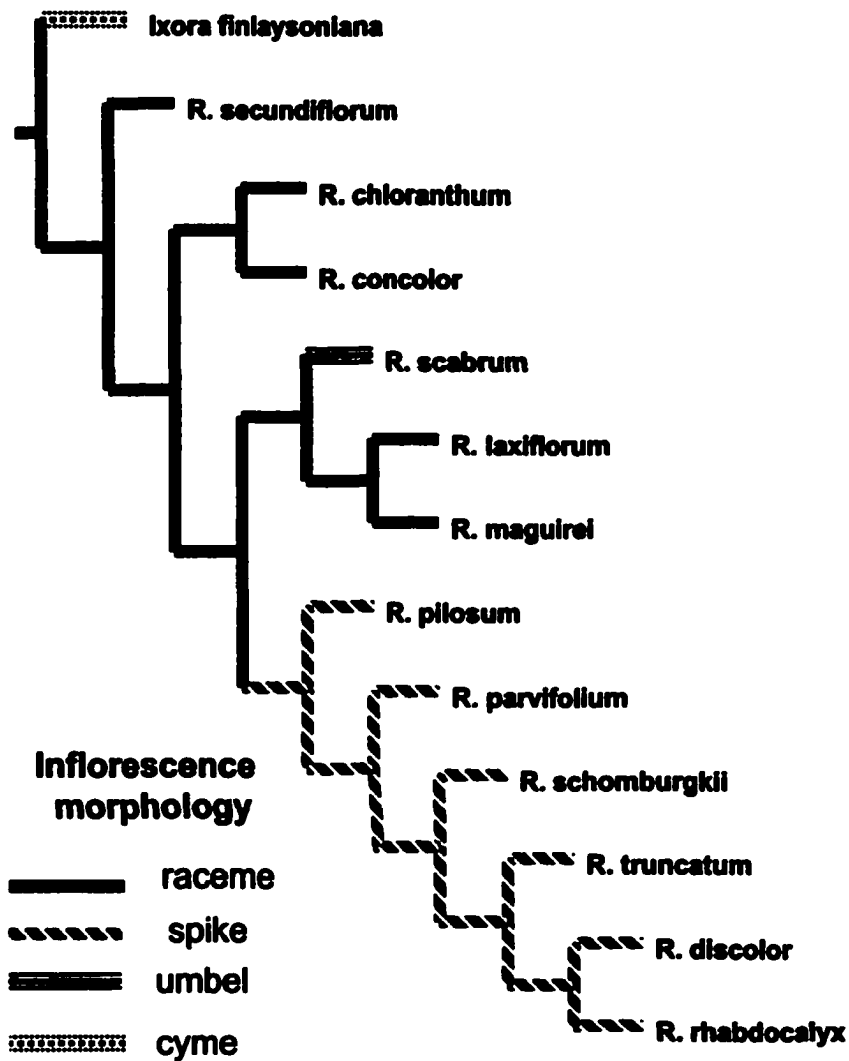 Ixora finlaysoniana
R. secundiflorum
R. chloranthum
R. concolor
R. scabrum
R. laxiflorum
R. maguirei
R. pilosum
R. parvifolium
R. schomburgkii
R. truncatum
R. discolor
R. rhabdocalyx
Inflorescence
morphology
raceme
spike
umbel
cyme